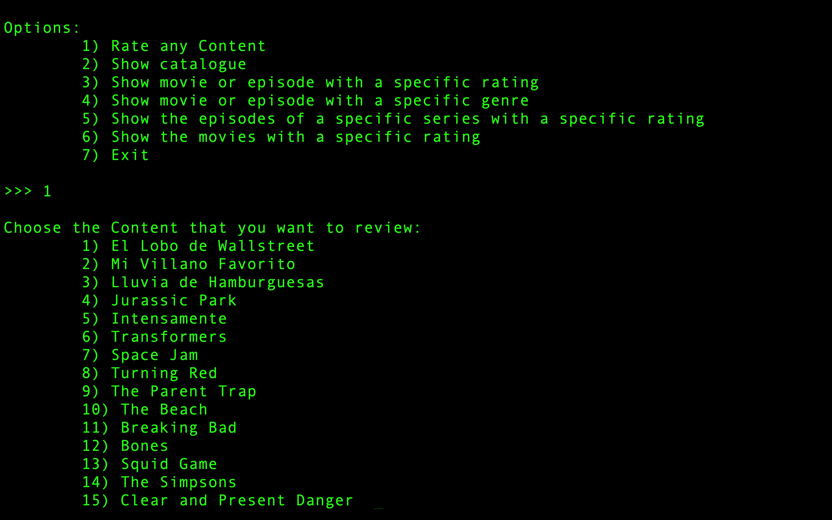 Options:
1) Rate any Content
2) Show catalogue
3) Show movie or episode with a specific rating
4) Show movie or episode with a specific genre
5) Show the episodes of a specific series with a specific rating
6) Show the movies with a specific rating
7) Exit
>>> 1
Choose the Content that you want to review:
1) El Lobo de Wallstreet
2) Mi Villano Favorito
3) Lluvia de Hamburguesas
4) Jurassic Park
5) Intensamente
6) Transformers
7) Space Jam
8) Turning Red
9) The Parent Trap
10) The Beach
11) Breaking Bad
12) Bones
13) Squid Game
14) The Simpsons
15) Clear and Present Danger